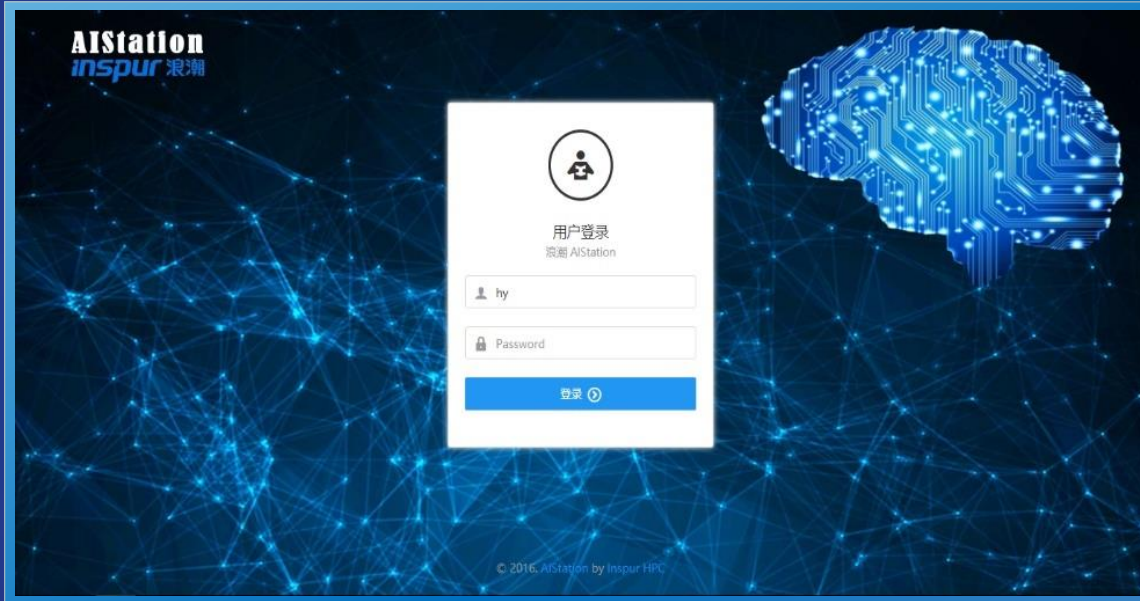 AIStation
inspur 浪潮
用户登录
浪潮 AIStation
hy
Password
登录
© 2016, AIStation by Inspur HPC